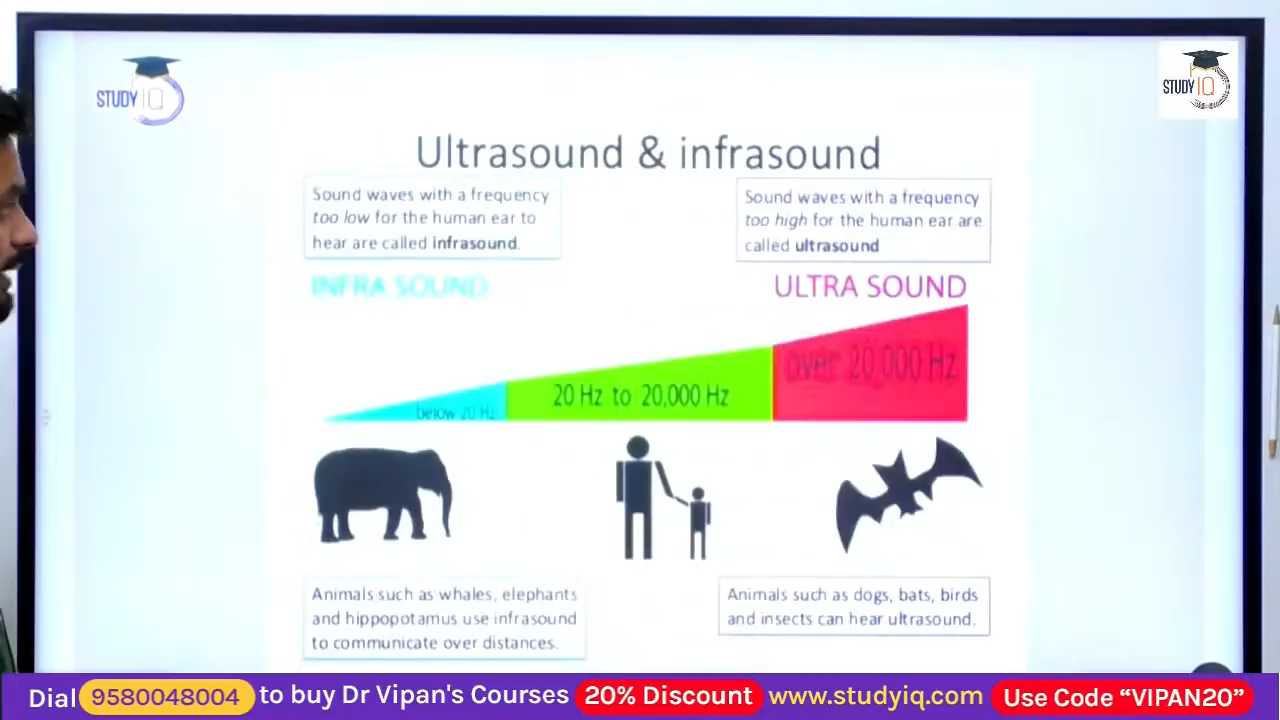 STUDY IQ
STUDY IQ
Ultrasound & infrasound
Sound waves with a frequency
too low for the human ear to
hear are called infrasound.
Sound waves with a frequency
too high for the human ear are
called ultrasound
INFRA SOUND
ULTRA SOUND
below 20 Hz
20 Hz to 20,000 Hz
over 20,000 Hz
Animals such as whales, elephants
and hippopotamus use infrasound
to communicate over distances.
Animals such as dogs, bats, birds
and insects can hear ultrasound.
Dial 9580048004 to buy Dr Vipan's Courses 20% Discount www.studyiq.com Use Code “VIPAN20”